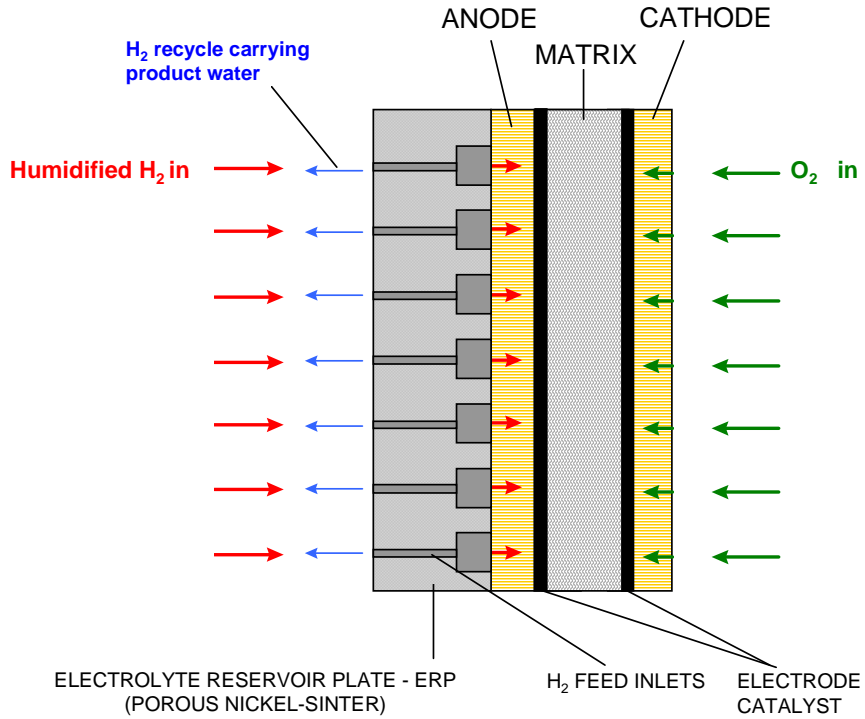 ANODE
CATHODE
H₂ recycle carrying
product water
MATRIX
Humidified H₂ in
O₂ in
ELECTROLYTE RESERVOIR PLATE - ERP
(POROUS NICKEL-SINTER)
H₂ FEED INLETS
ELECTRODE
CATALYST